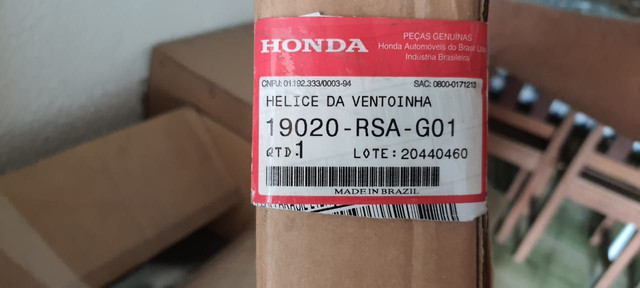 HONDA
PEÇAS GENUÍNAS
Honda Automóveis do Brasil Ltda
Indústria Brasileira
CNPJ: 01.192.333/0003-94 SAC: 0800-0171213
HELICE DA VENTOINHA
19020-RSA-G01
QTD:1 LOTE: 20440460
MADE IN BRAZIL